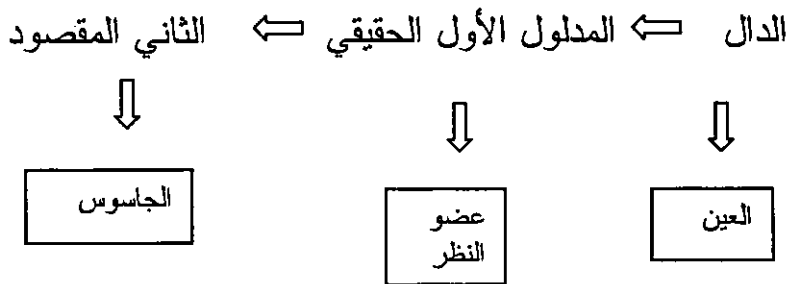 الدال المدلول الأول الحقيقي الثاني المقصود
العين
عضو
النظر
الجاسوس